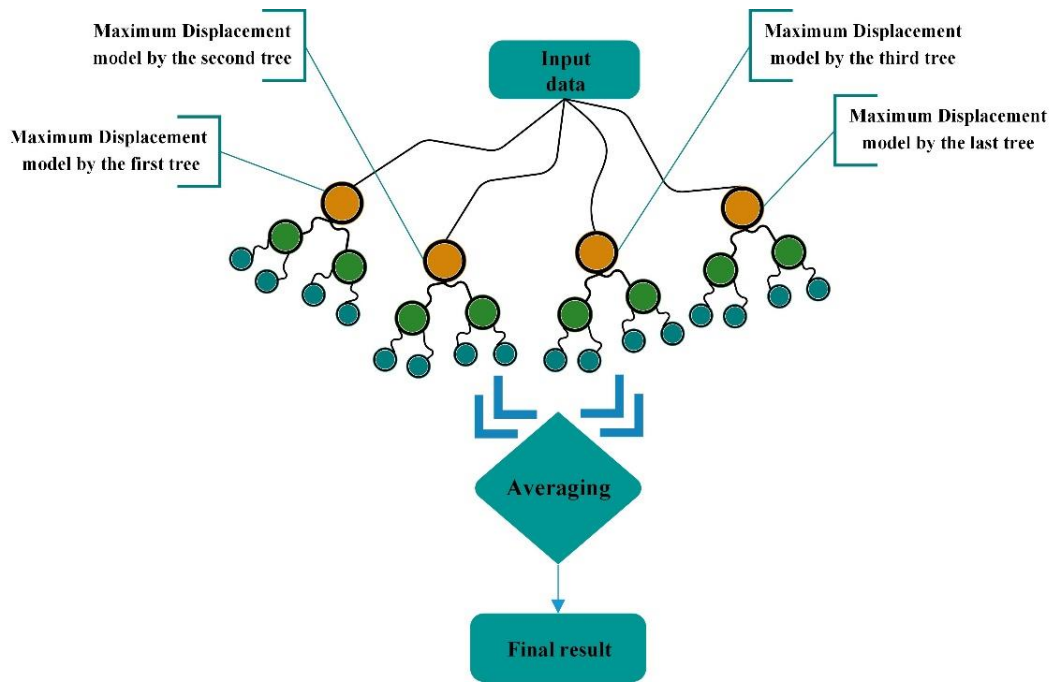 Maximum Displacement
model by the second tree
Input
data
Maximum Displacement
model by the third tree
Maximum Displacement
model by the first tree
Maximum Displacement
model by the last tree
Averaging
Final result